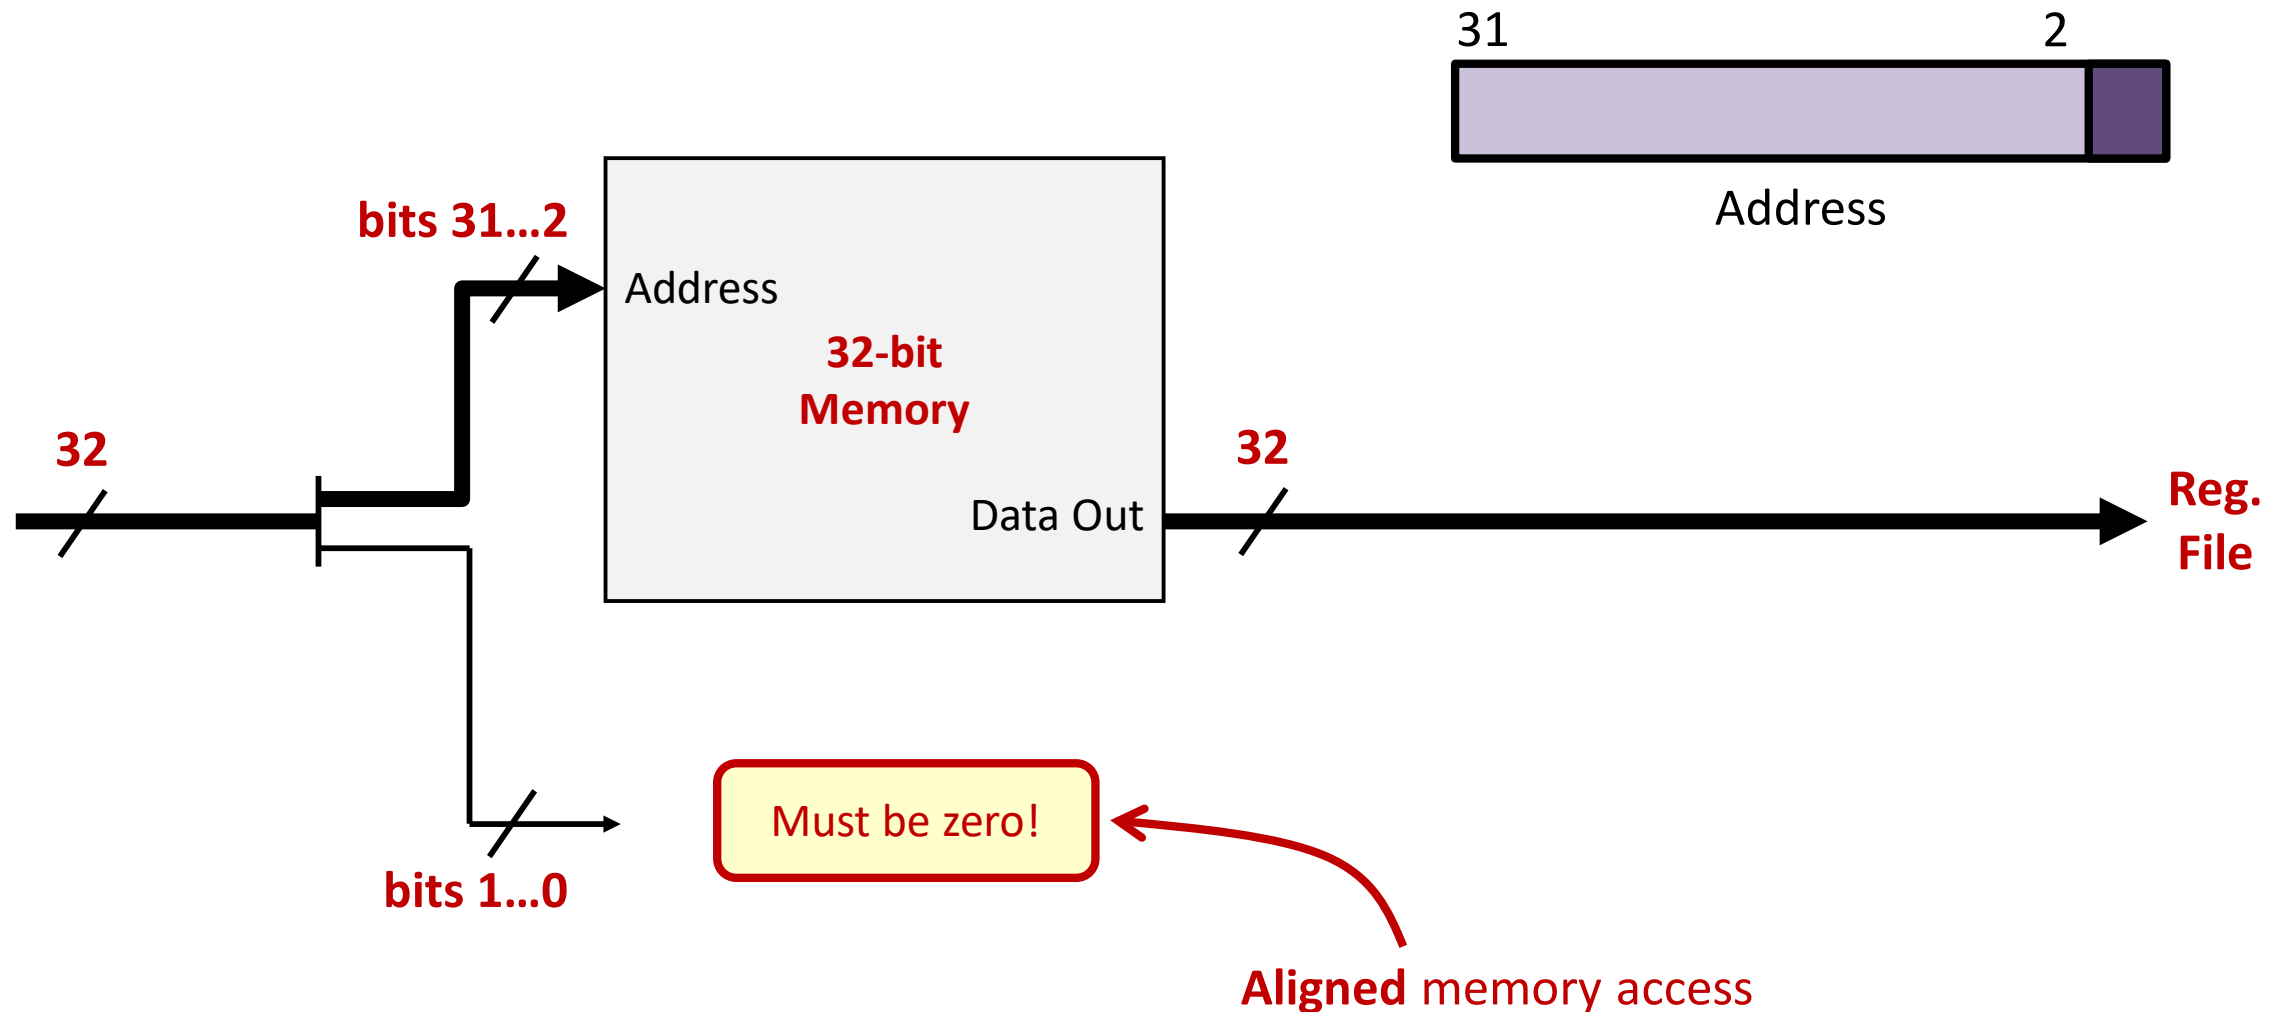 31 2
Address
bits 31...2
Address
32-bit
Memory
32
32
Data Out
Reg.
File
Must be zero!
bits 1...0
Aligned memory access